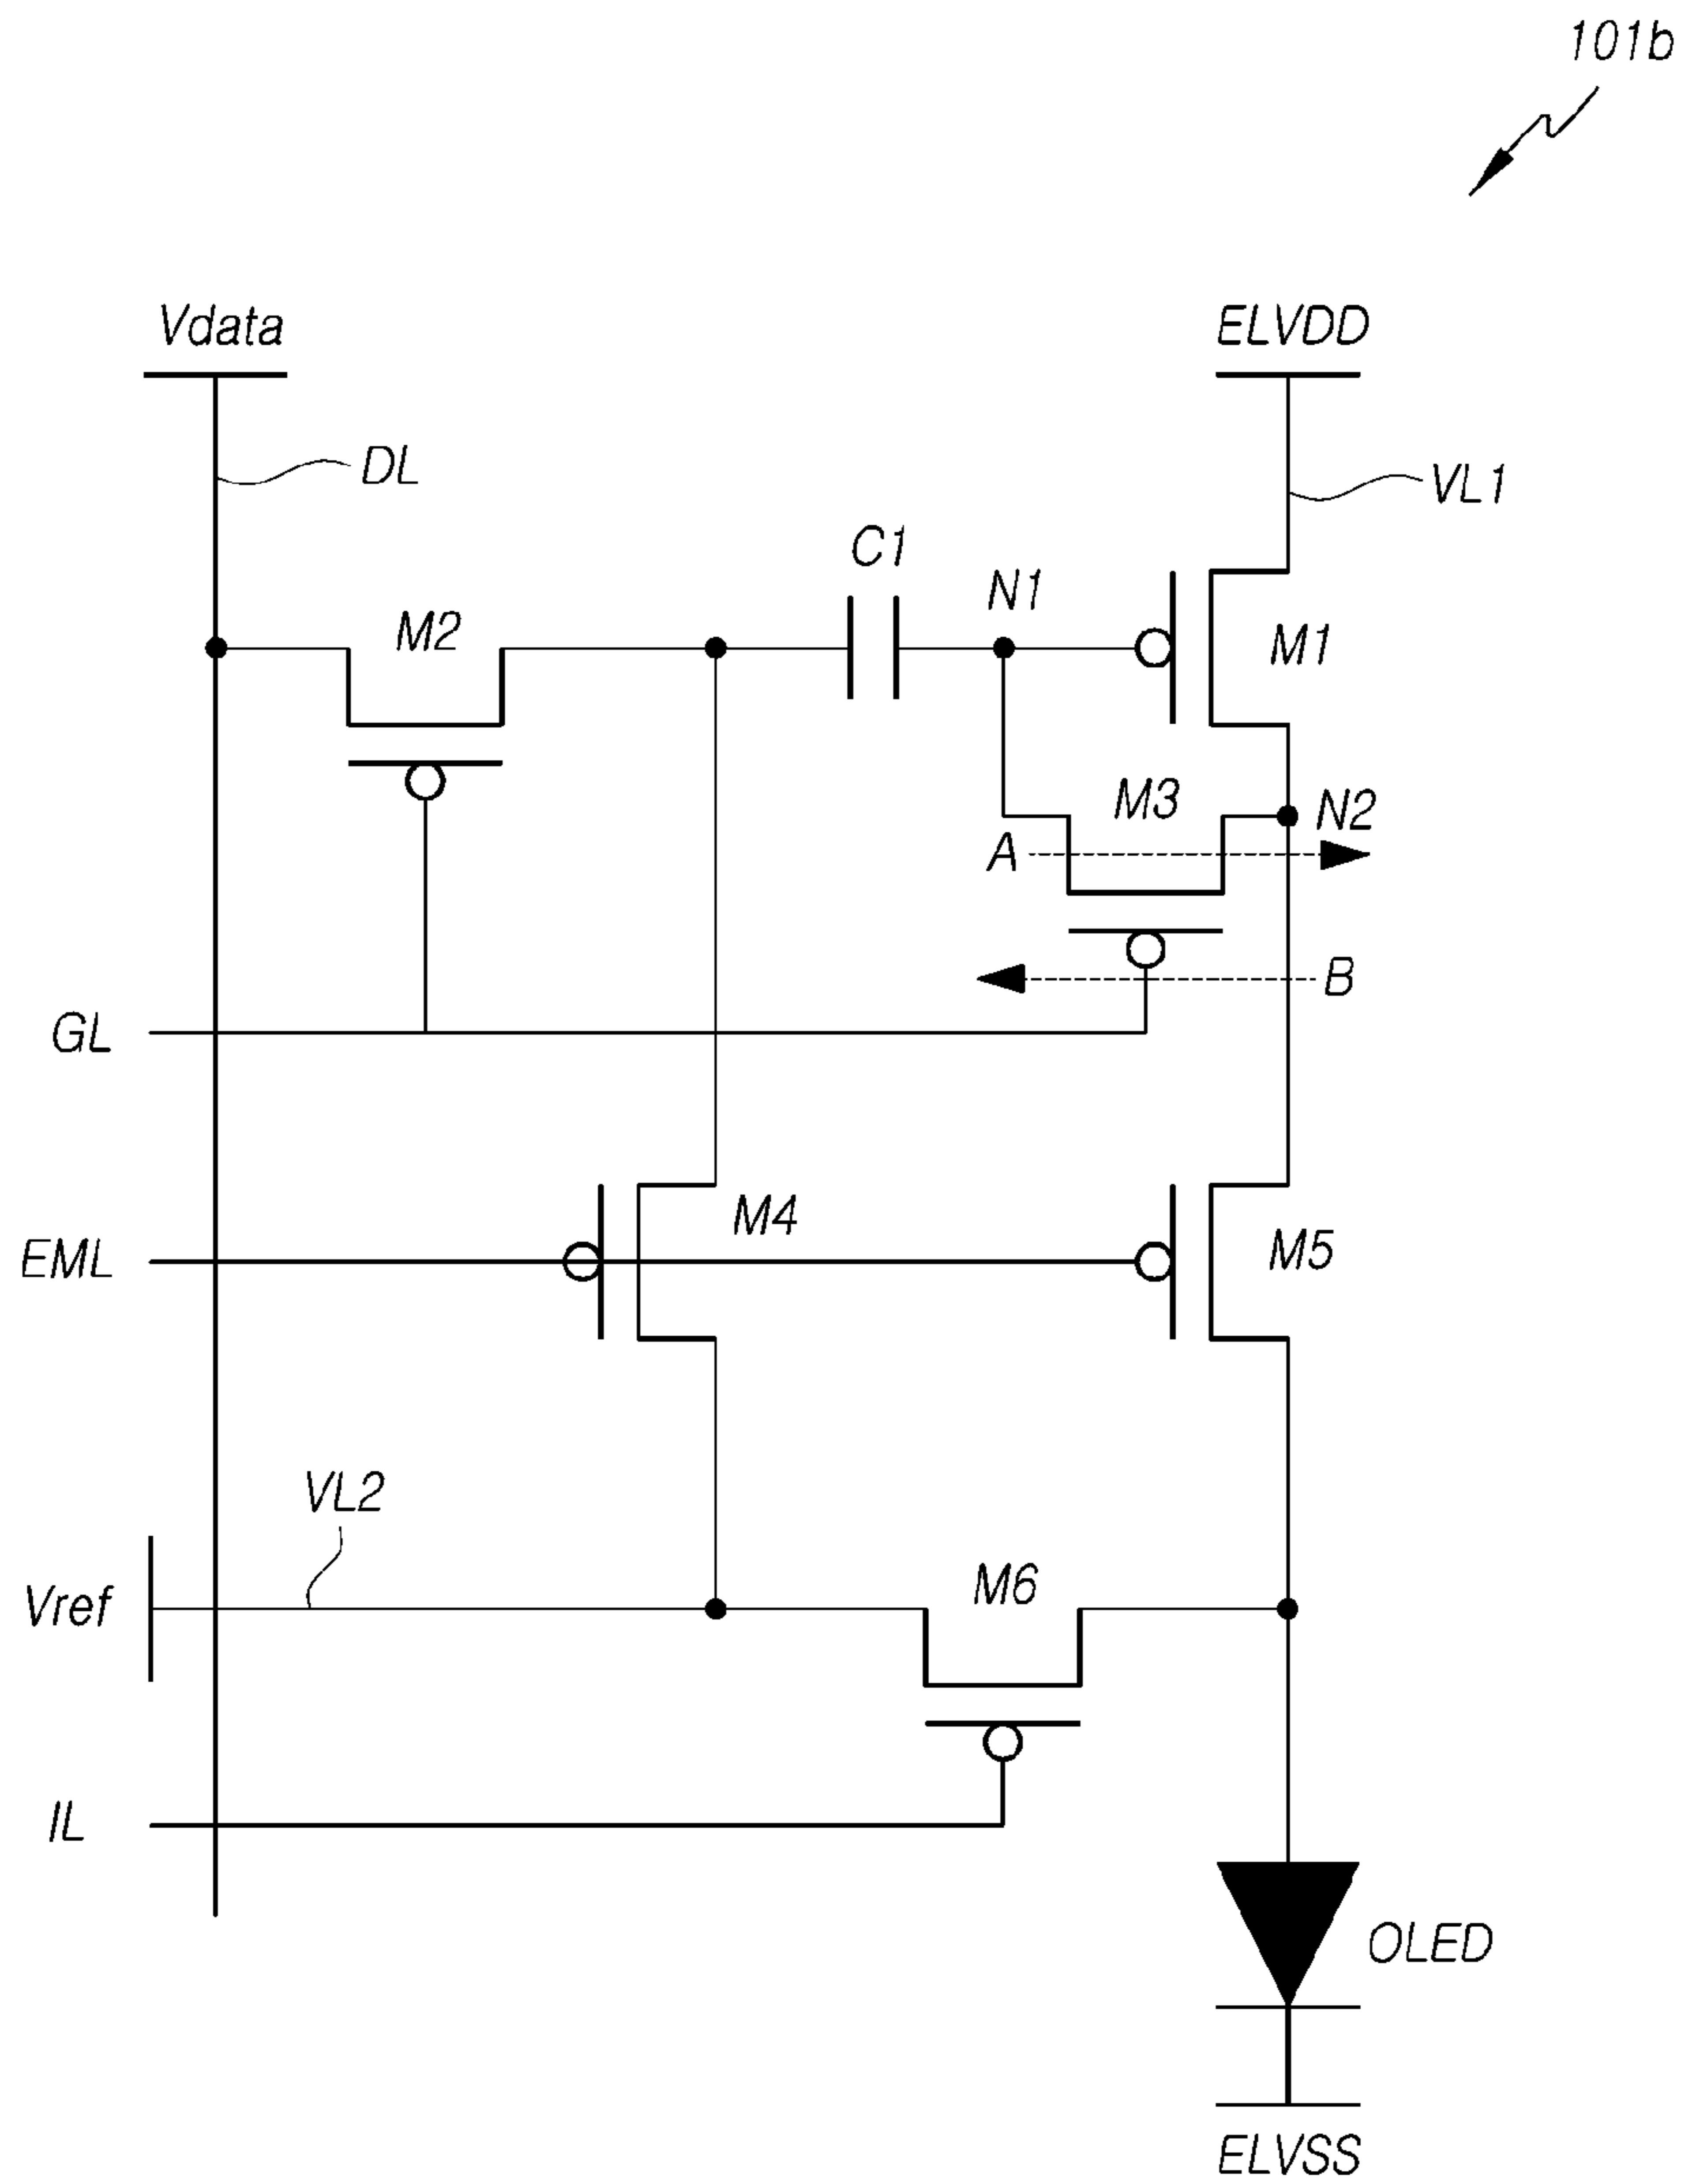 101b
Vdata
ELVDD
DL
VL1
C1
N1
M2
M1
M3
N2
A
B
GL
M4
EML
M5
VL2
Vref
M6
IL
OLED
ELVSS